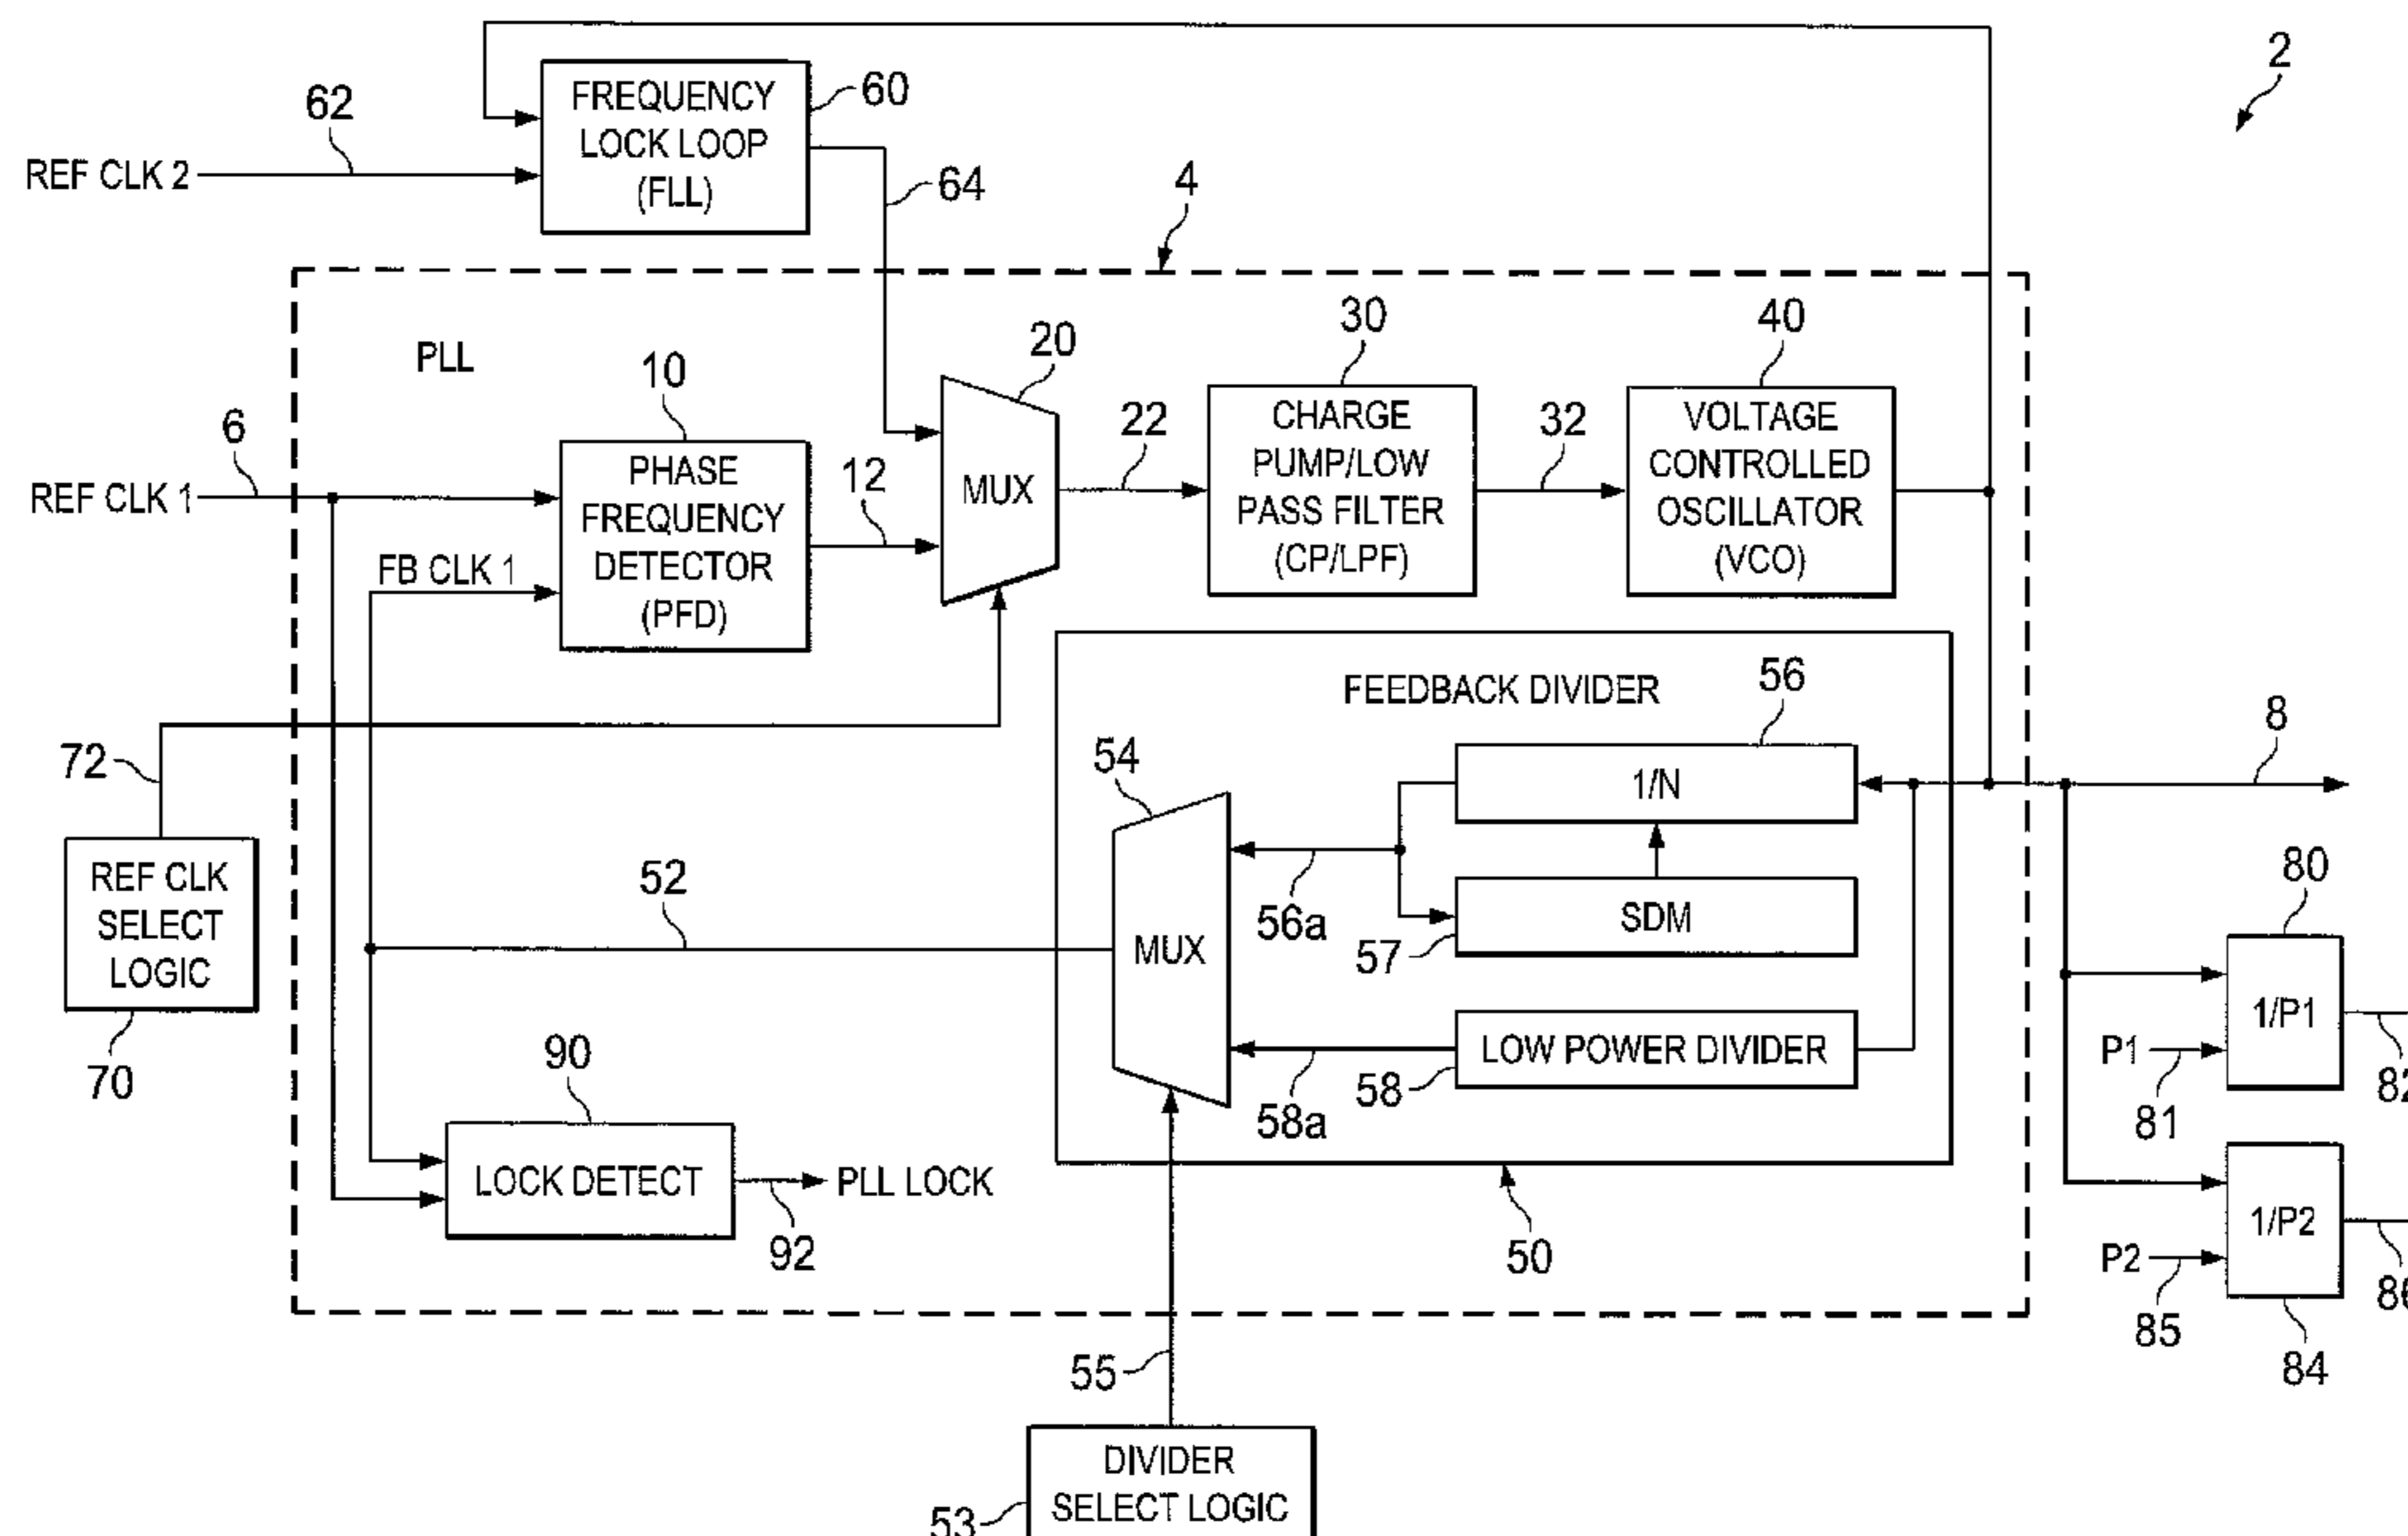 2
FREQUENCY
LOCK LOOP
(FLL)
60
62
REF CLK 2
64
4
PLL
10
20
30
40
6
REF CLK 1
PHASE
FREQUENCY
DETECTOR
(PFD)
FB CLK 1
12
MUX
22
CHARGE
PUMP/LOW
PASS FILTER
(CP/LPF)
32
VOLTAGE
CONTROLLED
OSCILLATOR
(VCO)
FEEDBACK DIVIDER
56
72
54
1/N
8
REF CLK
SELECT
LOGIC
70
52
MUX
56a
57
SDM
80
1/P1
P1
81
82
58a
58
LOW POWER DIVIDER
90
LOCK DETECT
92
PLL LOCK
50
1/P2
P2
85
84
55
DIVIDER
SELECT LOGIC
53